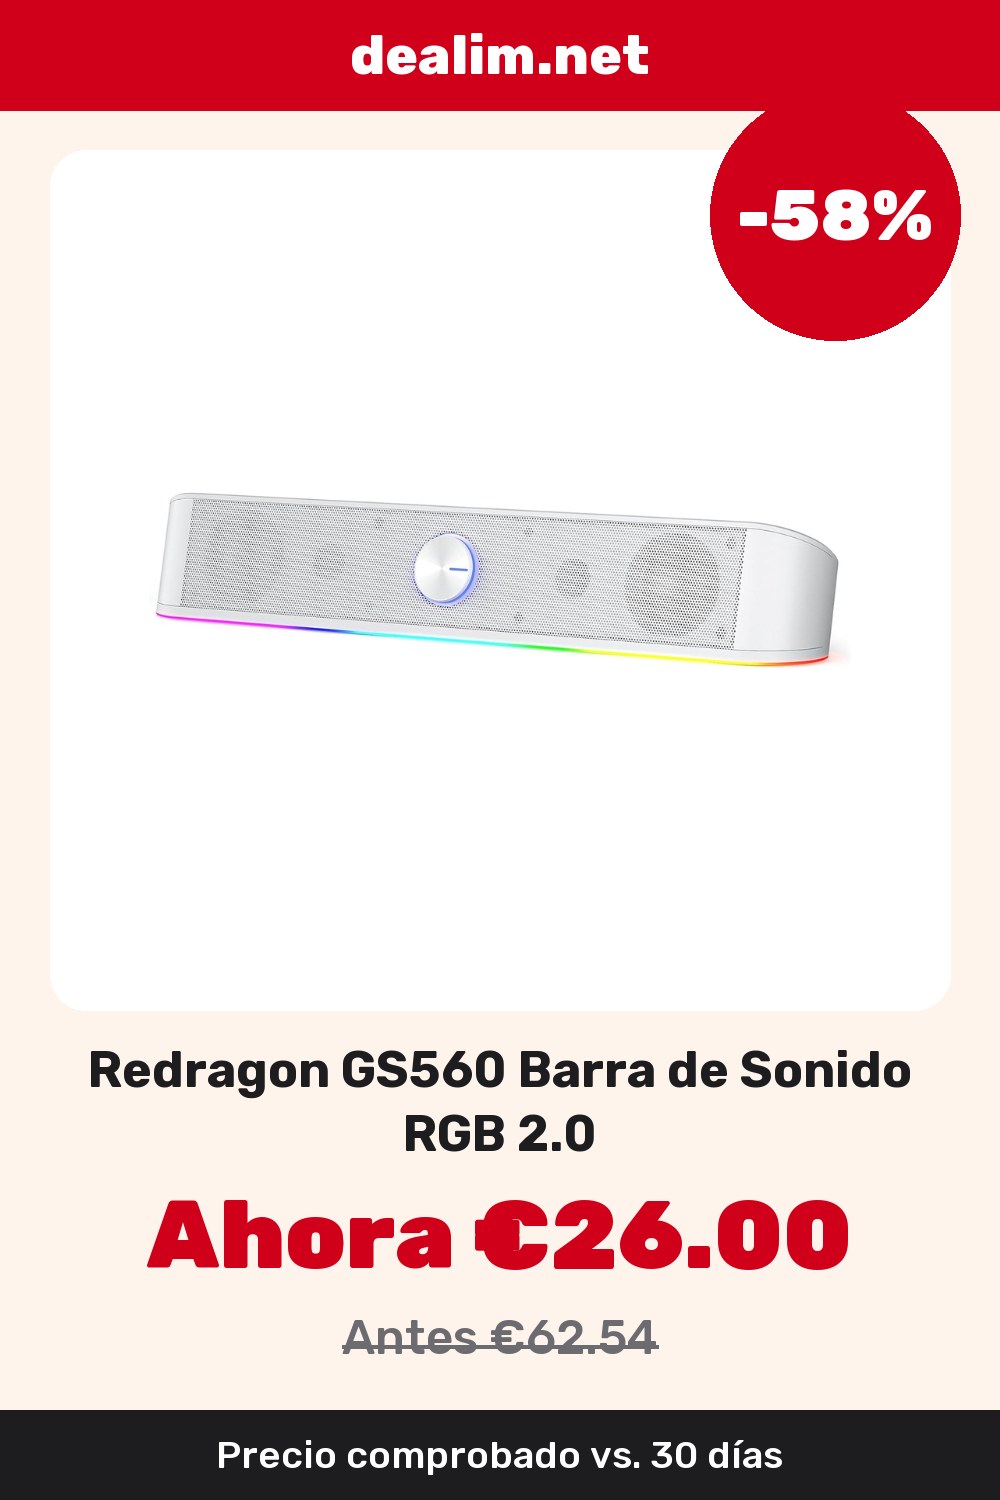 dealim.net
-58%
Redragon GS560 Barra de Sonido
RGB 2.0
Ahora €26.00
Antes €62.54
Precio comprobado vs. 30 días